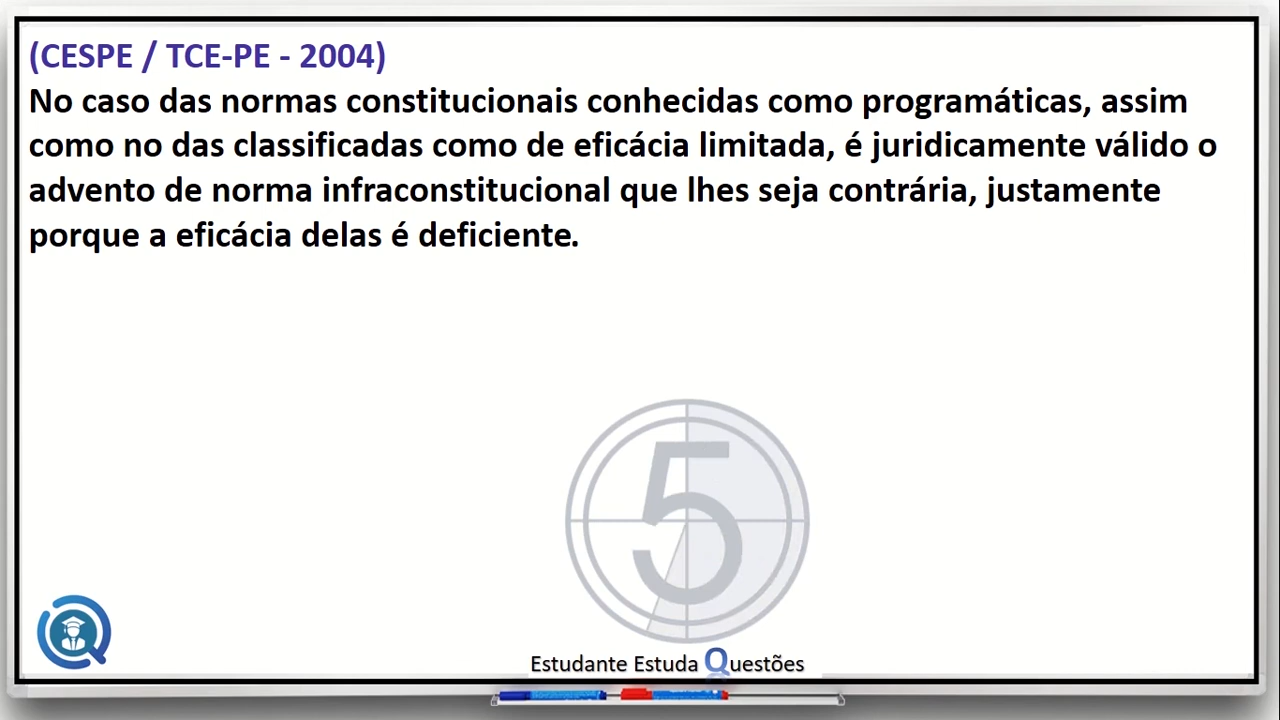 (CESPE / TCE-PE - 2004)
No caso das normas constitucionais conhecidas como programáticas, assim
como no das classificadas como de eficácia limitada, é juridicamente válido o
advento de norma infraconstitucional que lhes seja contrária, justamente
porque a eficácia delas é deficiente.
5
Estudante Estuda Questões